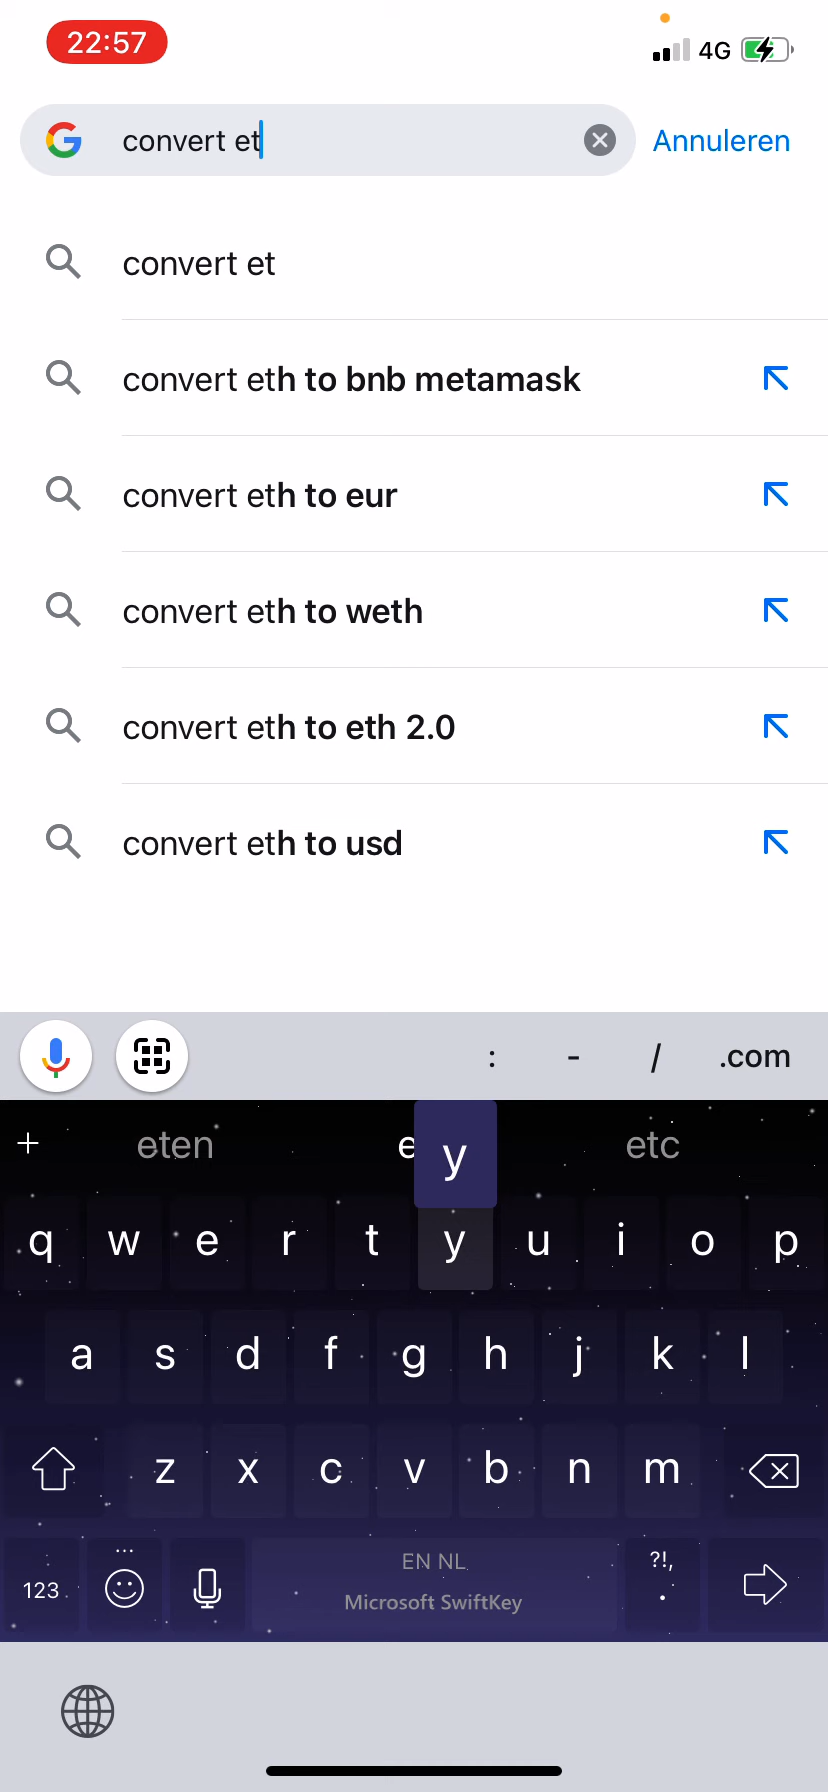 22:57
4G
convert et
Annuleren
convert et
convert eth to bnb metamask
convert eth to eur
convert eth to weth
convert eth to eth 2.0
convert eth to usd
: - / .com
eten e etc
y
q w e r t y u i o p
a s d f g h j k l
z x c v b n m
EN NL
?!,
123 .
Microsoft SwiftKey